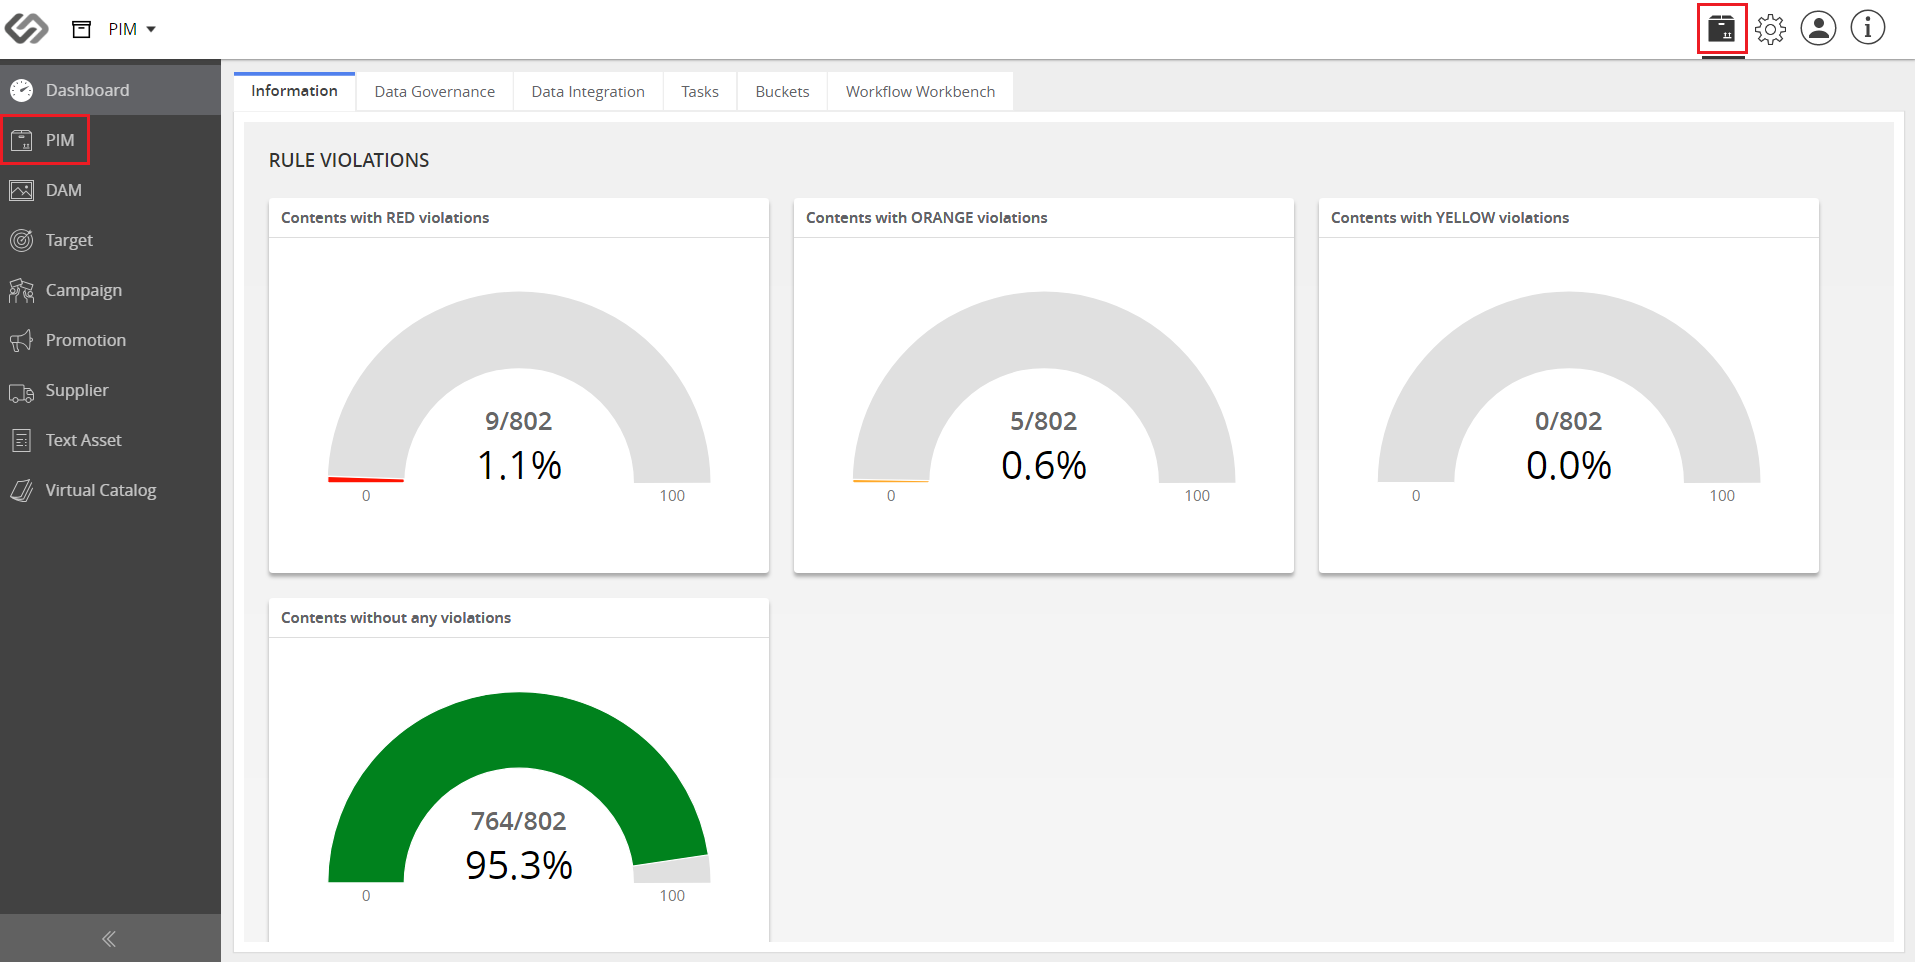 PIM
Dashboard
PIM
DAM
Target
Campaign
Promotion
Supplier
Text Asset
Virtual Catalog
Information
Data Governance
Data Integration
Tasks
Buckets
Workflow Workbench
RULE VIOLATIONS
Contents with RED violations
9/802
1.1%
0
100
Contents with ORANGE violations
5/802
0.6%
0
100
Contents with YELLOW violations
0/802
0.0%
0
100
Contents without any violations
764/802
95.3%
0
100